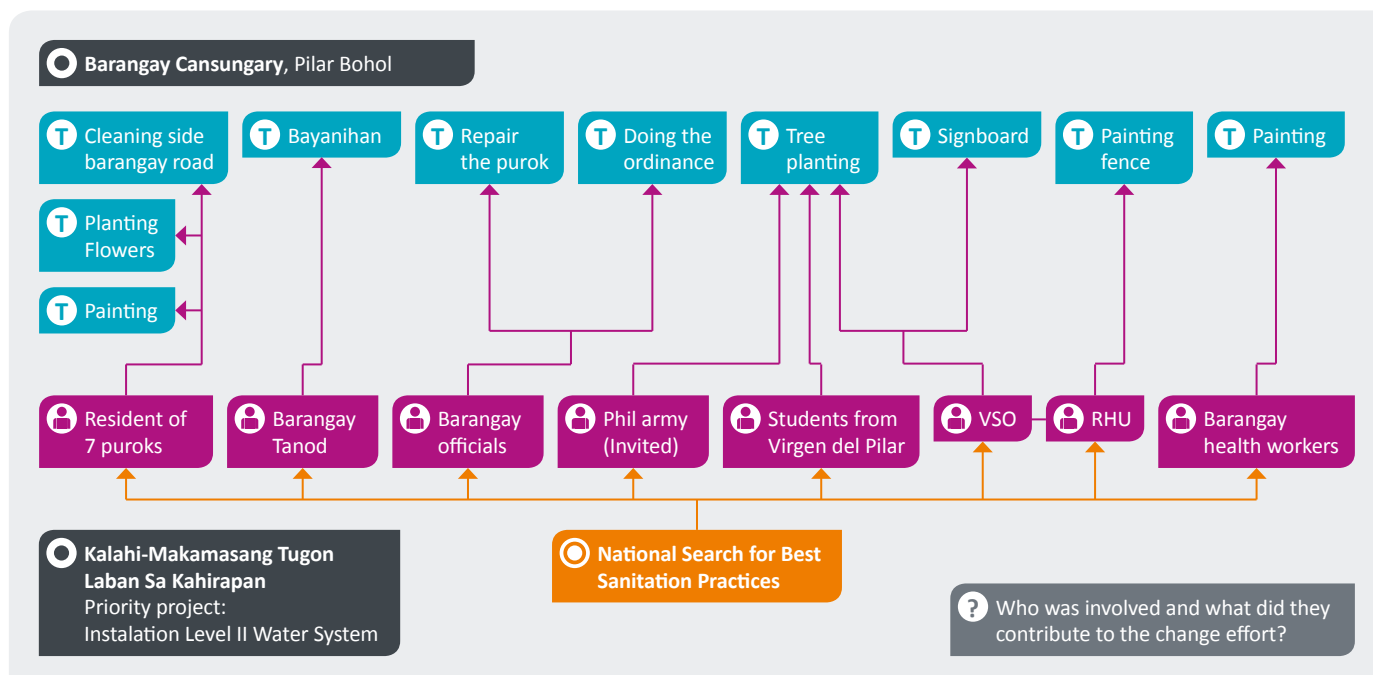 Barangay Cansungary, Pilar Bohol
T Cleaning side
barangay road
T Bayanihan
T Repair
the purok
T Doing the
ordinance
T Tree
planting
T Signboard
T Painting
fence
T Painting
T Planting
Flowers
T Painting
Resident of
7 puroks
Barangay
Tanod
Barangay
officials
Phil army
(Invited)
Students from
Virgen del Pilar
VSO
RHU
Barangay
health workers
Kalahi-Makamasang Tugon
Laban Sa Kahirapan
Priority project:
Instalation Level II Water System
National Search for Best
Sanitation Practices
? Who was involved and what did they
contribute to the change effort?